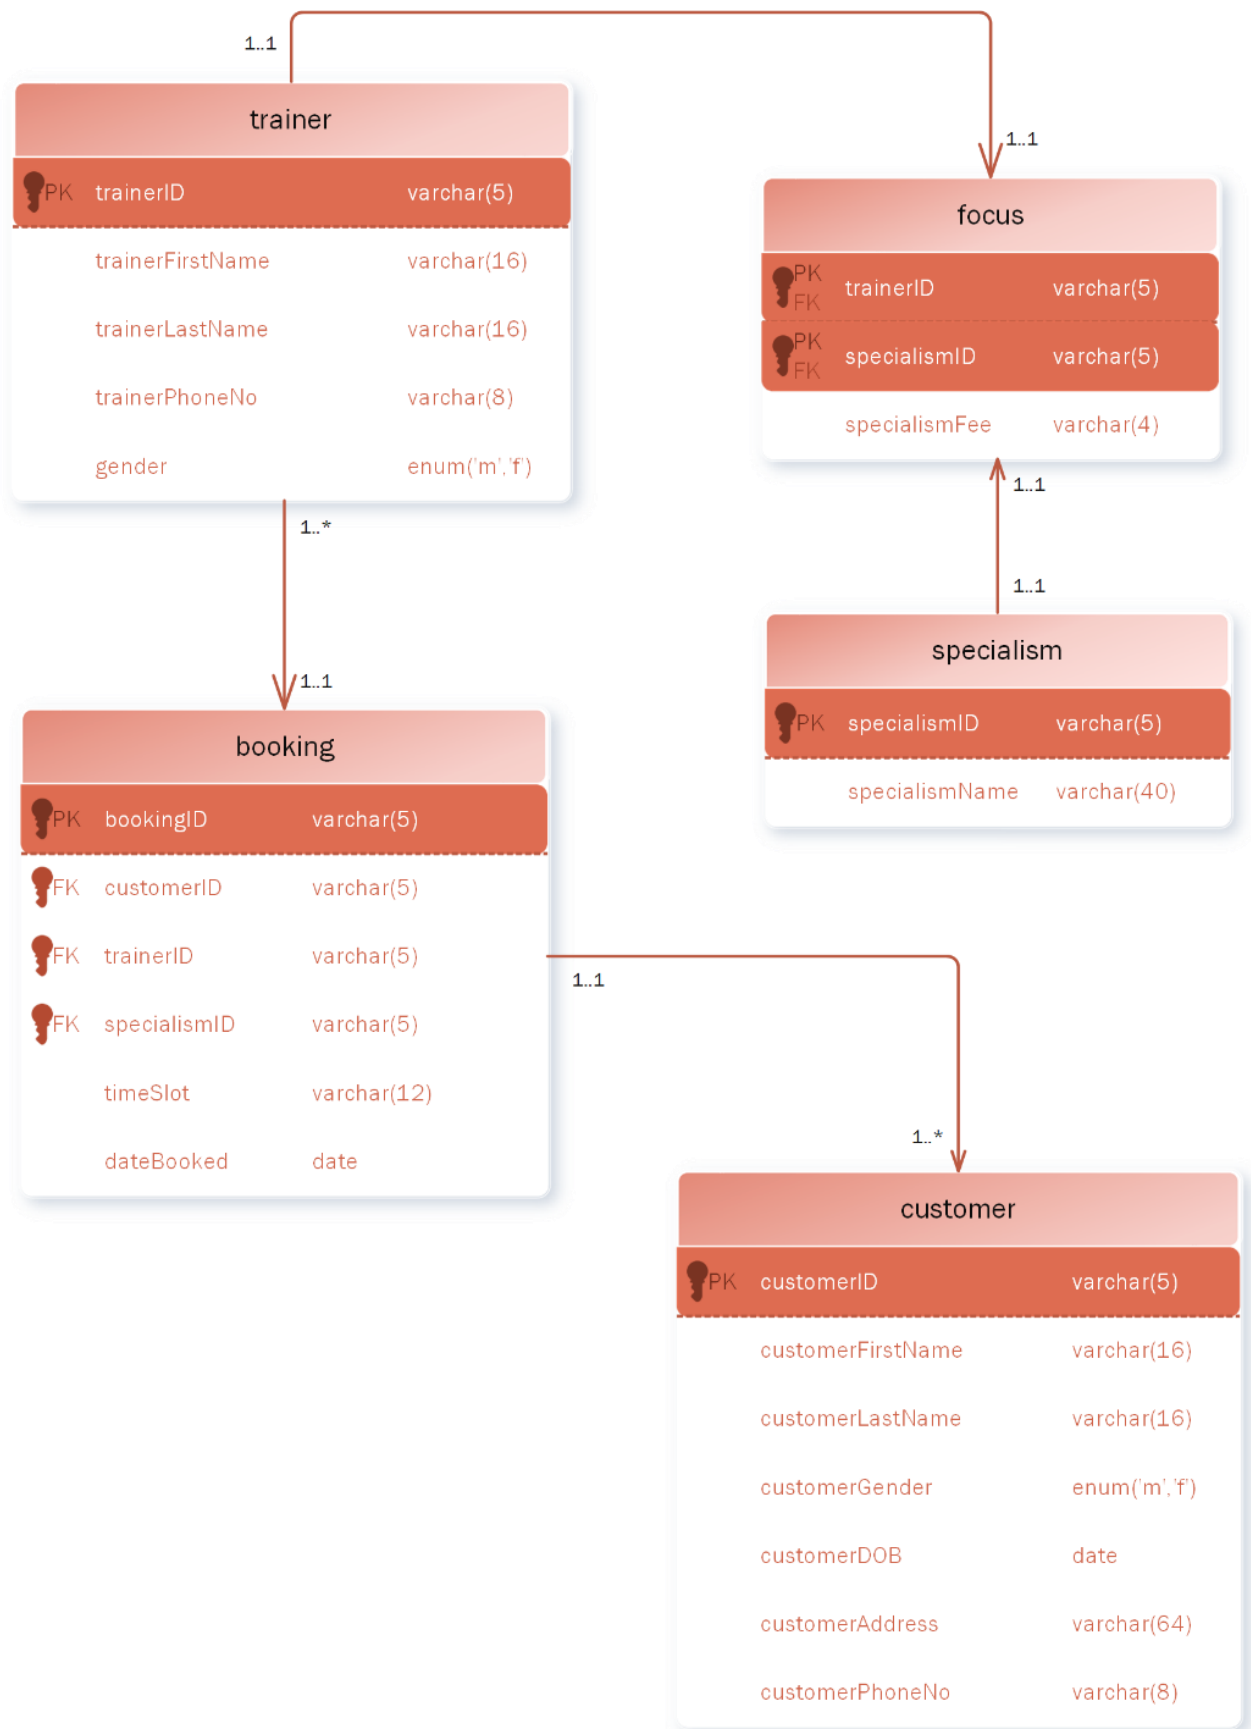 1..1
trainer
PK trainerID varchar(5)
trainerFirstName varchar(16)
trainerLastName varchar(16)
trainerPhoneNo varchar(8)
gender enum('m','f')
1..1
focus
PK
FK trainerID varchar(5)
PK
FK specialismID varchar(5)
specialismFee varchar(4)
1..1
1..1
specialism
PK specialismID varchar(5)
specialismName varchar(40)
1..*
1..1
booking
PK bookingID varchar(5)
FK customerID varchar(5)
FK trainerID varchar(5)
FK specialismID varchar(5)
timeSlot varchar(12)
dateBooked date
1..1
1..*
customer
PK customerID varchar(5)
customerFirstName varchar(16)
customerLastName varchar(16)
customerGender enum('m','f')
customerDOB date
customerAddress varchar(64)
customerPhoneNo varchar(8)